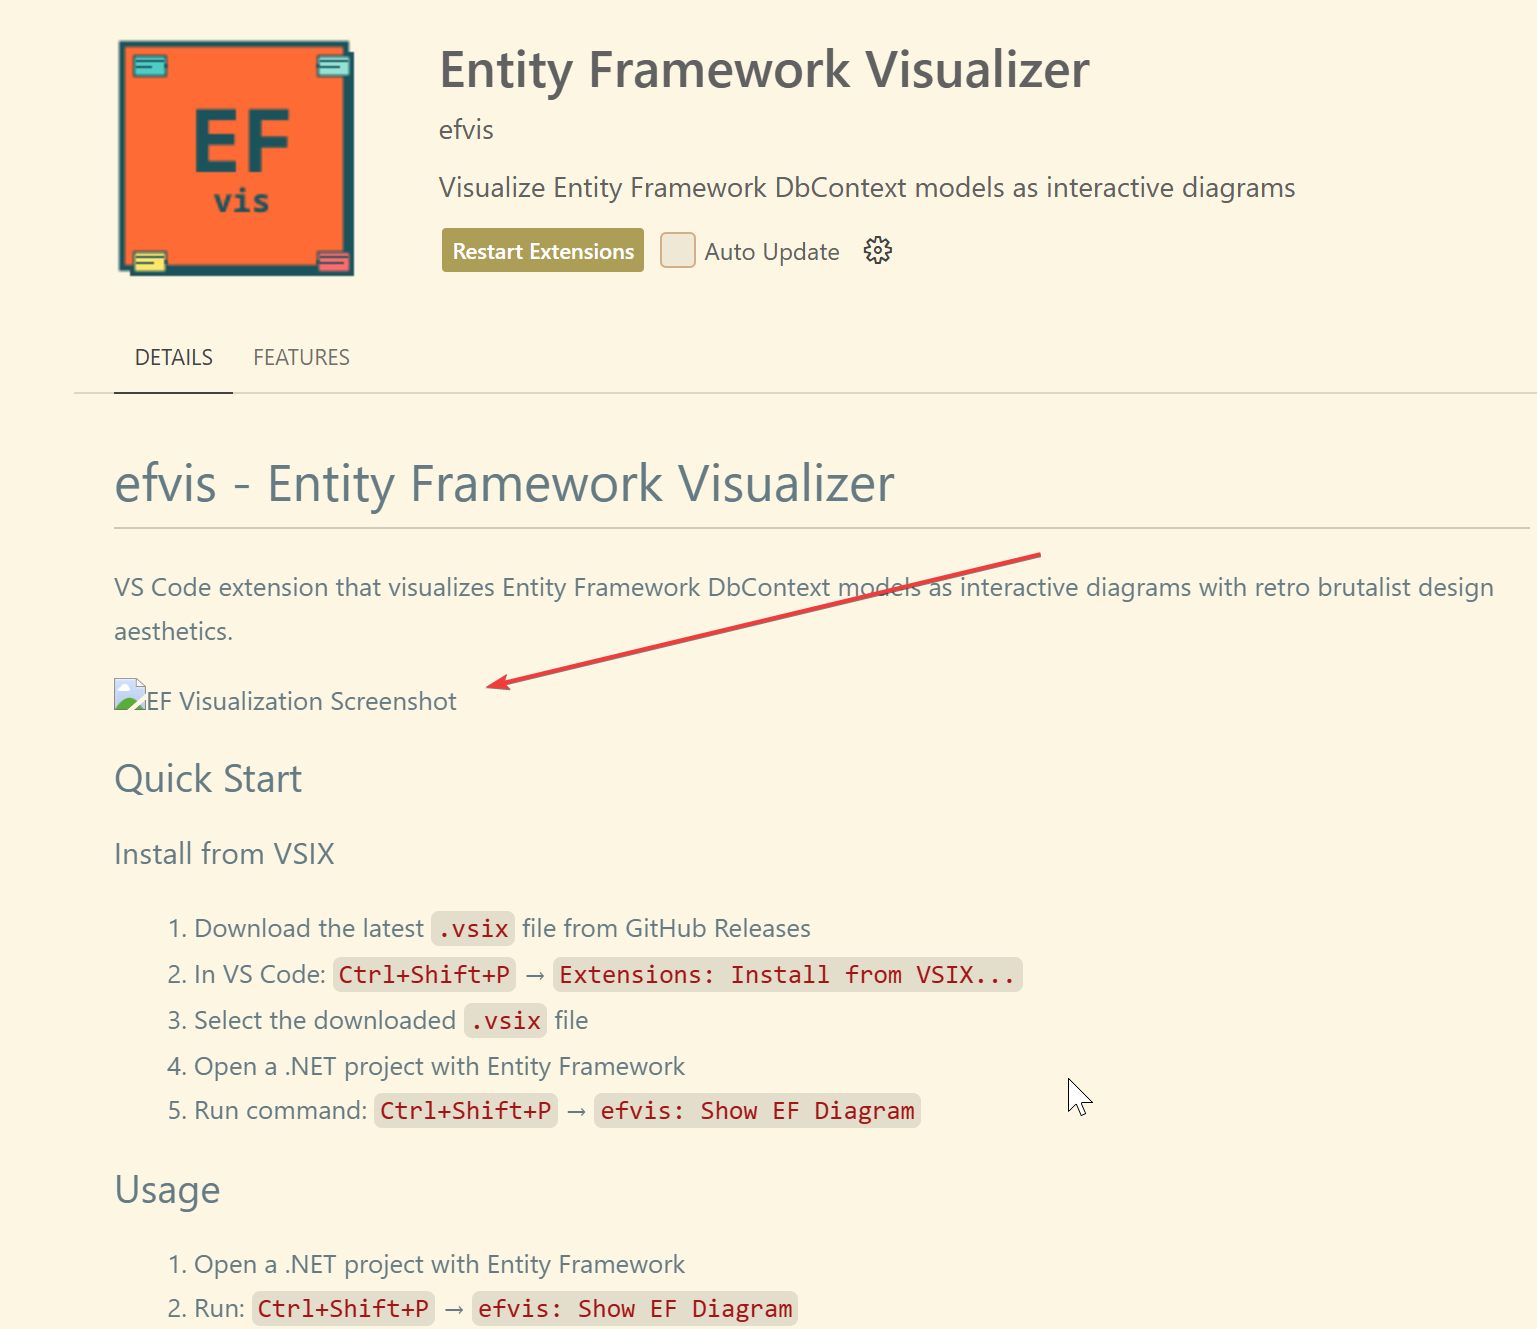 EF
vis
Entity Framework Visualizer
efvis
Visualize Entity Framework DbContext models as interactive diagrams
Restart Extensions Auto Update
DETAILS FEATURES
efvis - Entity Framework Visualizer
VS Code extension that visualizes Entity Framework DbContext models as interactive diagrams with retro brutalist design
aesthetics.
EF Visualization Screenshot
Quick Start
Install from VSIX
1. Download the latest .vsix file from GitHub Releases
2. In VS Code: Ctrl+Shift+P → Extensions: Install from VSIX...
3. Select the downloaded .vsix file
4. Open a .NET project with Entity Framework
5. Run command: Ctrl+Shift+P → efvis: Show EF Diagram
Usage
1. Open a .NET project with Entity Framework
2. Run: Ctrl+Shift+P → efvis: Show EF Diagram